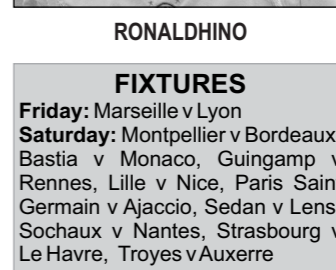 RONALDHINO
FIXTURES
Friday: Marseille v Lyon
Saturday: Montpellier v Bordeaux
Bastia v Monaco, Guingamp v
Rennes, Lille v Nice, Paris Sain
Germain v Ajaccio, Sedan v Lens
Sochaux v Nantes, Strasbourg v
Le Havre, Troyes v Auxerre